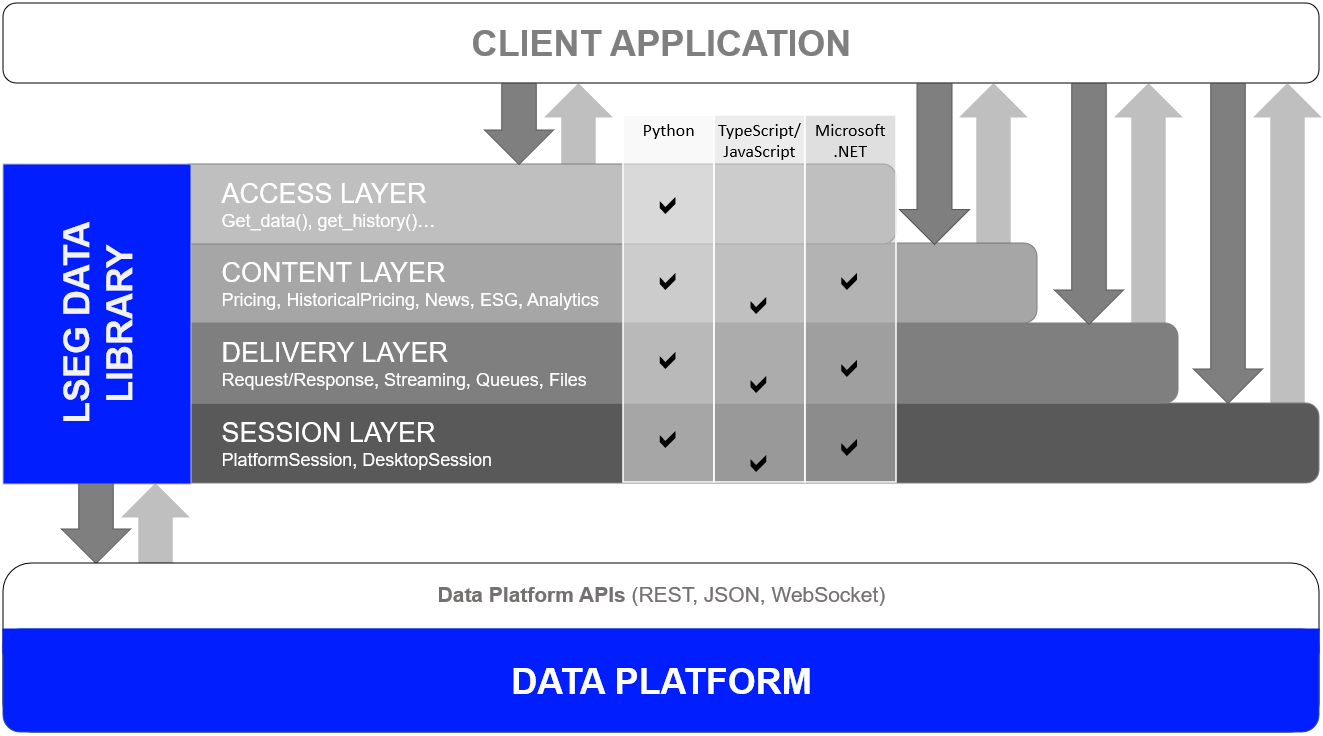 CLIENT APPLICATION
Python
TypeScript/
JavaScript
Microsoft
.NET
LSEG DATA
LIBRARY
ACCESS LAYER
Get_data(), get_history()…
CONTENT LAYER
Pricing, HistoricalPricing, News, ESG, Analytics
DELIVERY LAYER
Request/Response, Streaming, Queues, Files
SESSION LAYER
PlatformSession, DesktopSession
Data Platform APIs (REST, JSON, WebSocket)
DATA PLATFORM